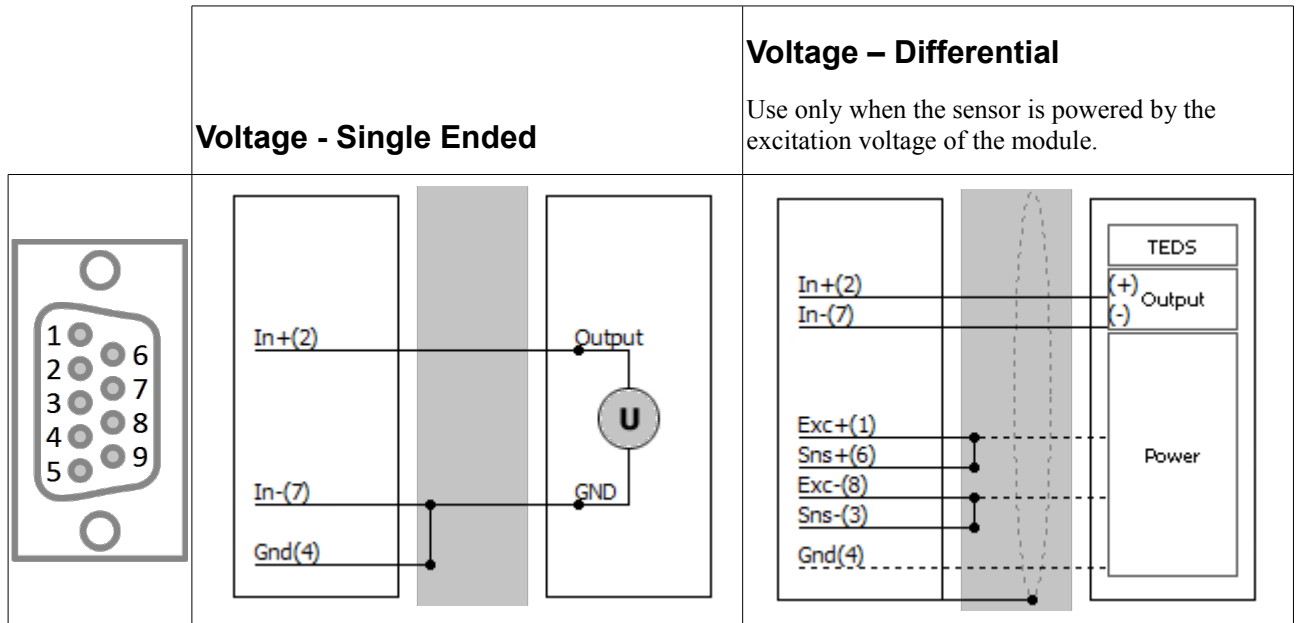 Voltage - Single Ended
Voltage – Differential
Use only when the sensor is powered by the
excitation voltage of the module.
1
2
3
4
5
6
7
8
9
In+(2)
In-(7)
Gnd(4)
Output
U
GND
In+(2)
In-(7)
Exc+(1)
Sns+(6)
Exc-(8)
Sns-(3)
Gnd(4)
TEDS
(+)
Output
(-)
Power